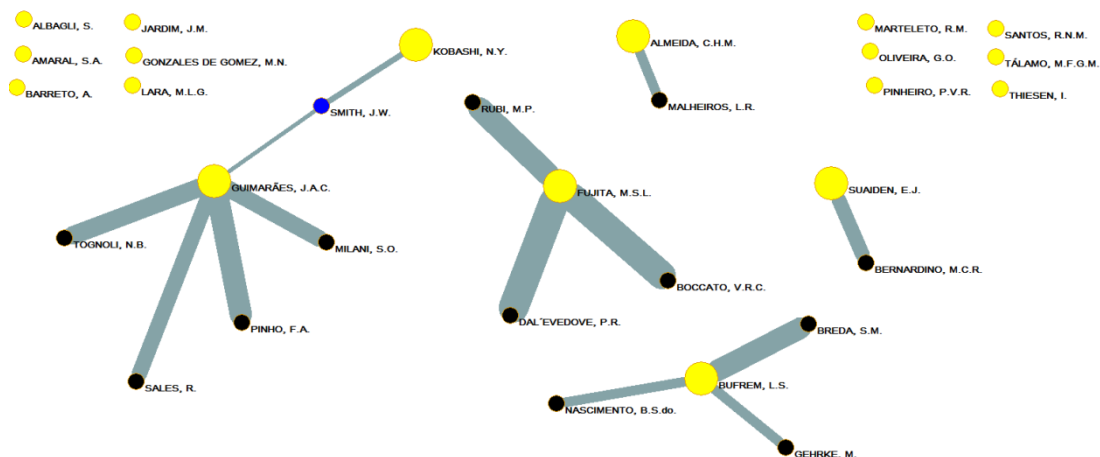 ALBAGLI, S.
JARDIM, J.M.
MARTELETO, R.M.
SANTOS, R.N.M.
KOBASHI, N.Y.
ALMEIDA, C.H.M.
AMARAL, S.A.
GONZALES DE GOMEZ, M.N.
OLIVEIRA, G.O.
TÁLAMO, M.F.G.M.
BARRETO, A.
LARA, M.L.G.
PINHEIRO, P.V.R.
THIESEN, I.
SMITH, J.W.
RUBI, M.P.
MALHEIROS, L.R.
GUIMARÃES, J.A.C.
FUJITA, M.S.L.
SUAIDEN, E.J.
TOGNOLI, N.B.
MILANI, S.O.
BERNARDINO, M.C.R.
BOCCATO, V.R.C.
DAL´EVEDOVE, P.R.
PINHO, F.A.
BREDA, S.M.
SALES, R.
BUFREM, L.S.
NASCIMENTO, B.S.do.
GEHRKE, M.